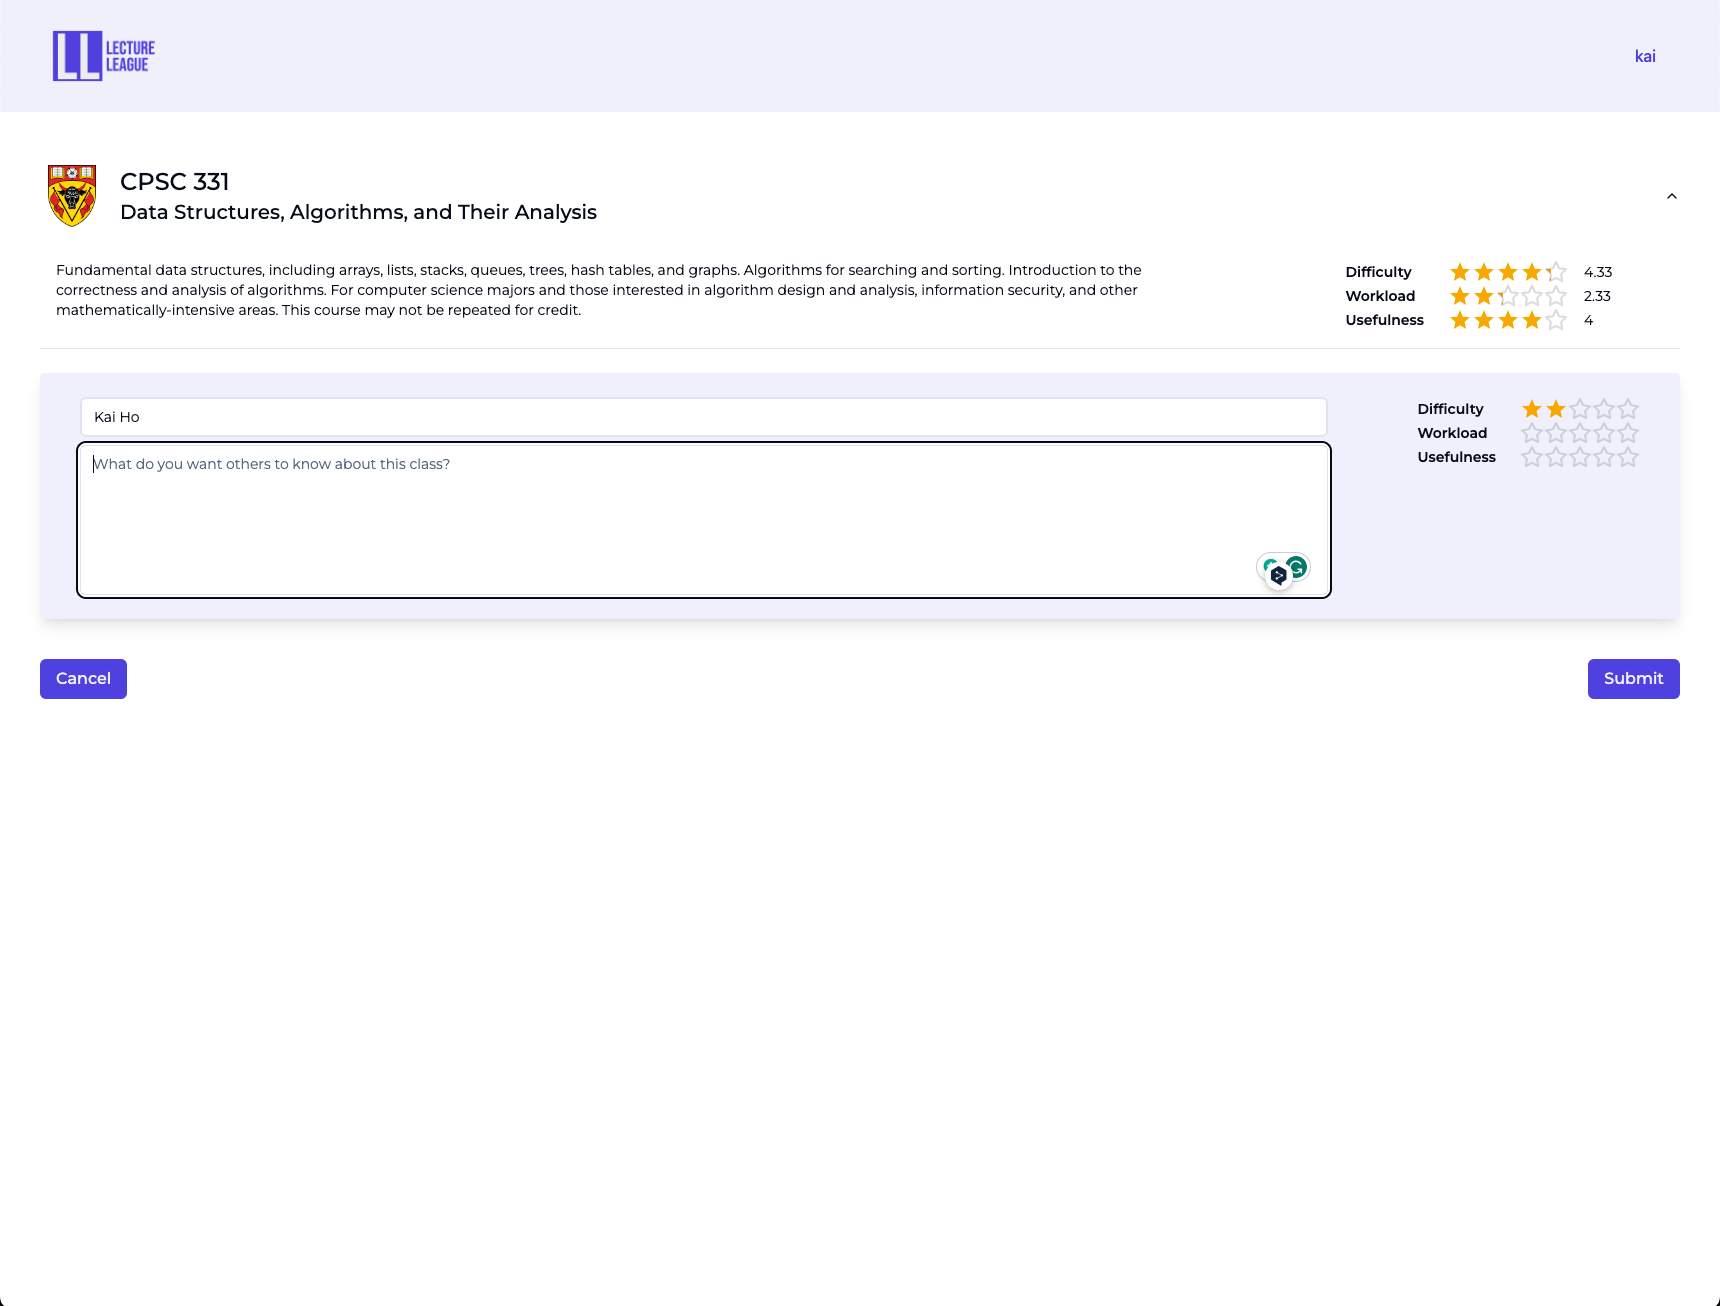 LL LECTURE
LEAGUE
kai
CPSC 331
Data Structures, Algorithms, and Their Analysis
Fundamental data structures, including arrays, lists, stacks, queues, trees, hash tables, and graphs. Algorithms for searching and sorting. Introduction to the
correctness and analysis of algorithms. For computer science majors and those interested in algorithm design and analysis, information security, and other
mathematically-intensive areas. This course may not be repeated for credit.
Difficulty 4.33
Workload 2.33
Usefulness 4
Kai Ho
What do you want others to know about this class?
Difficulty
Workload
Usefulness
Cancel
Submit